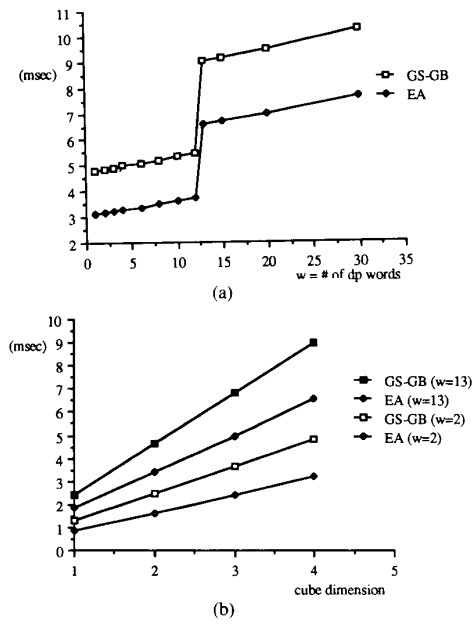 11
10
(msec)
9
8
7
6
5
4
3
2
GS-GB
EA
0 5 10 15 20 25 30 35
w = # of dp words
(a)
10
(msec)
9
8
7
6
5
4
3
2
1
0
GS-GB (w=13)
EA (w=13)
GS-GB (w=2)
EA (w=2)
1 2 3 4 5
cube dimension
(b)